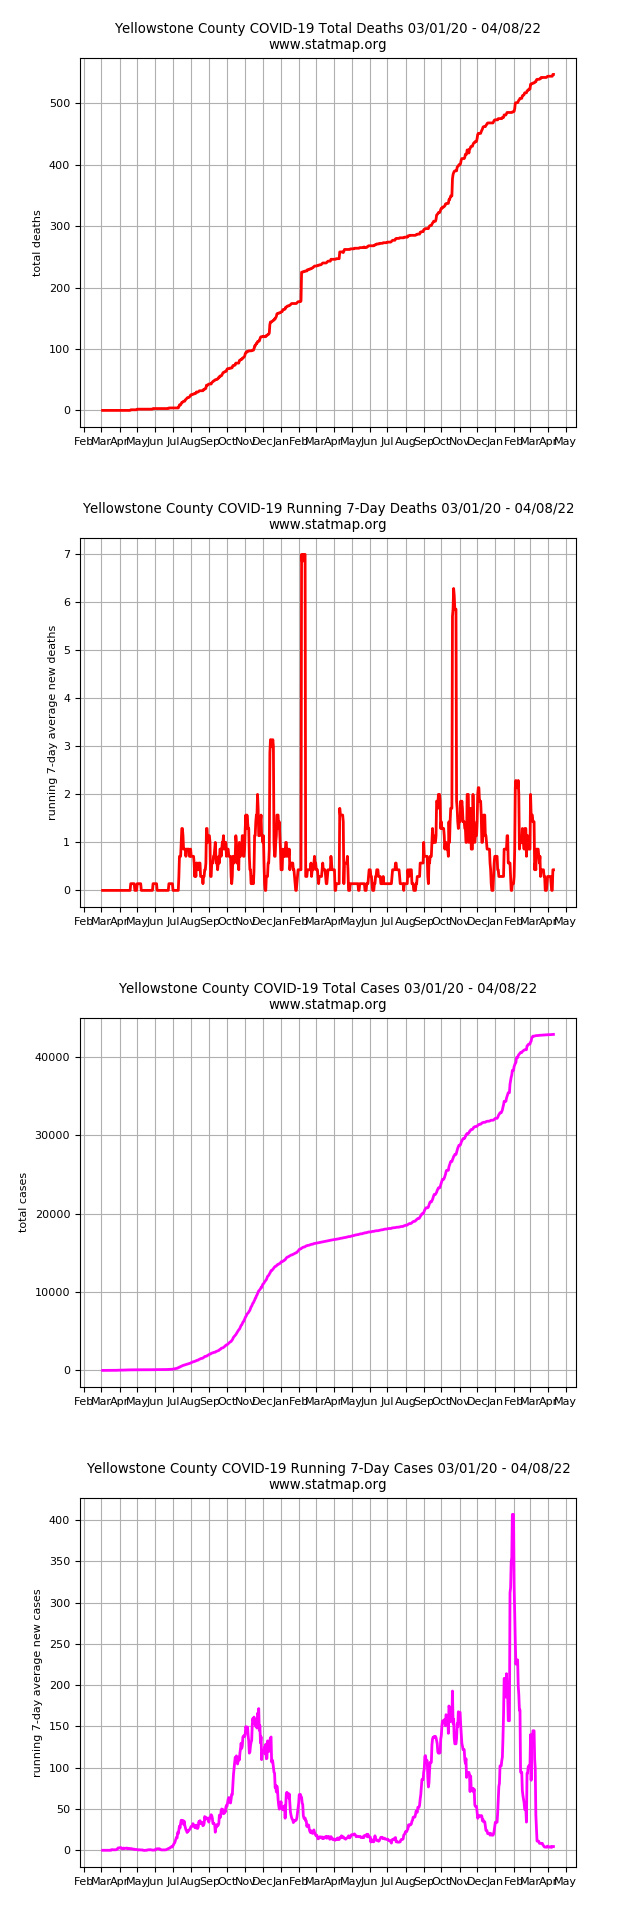 Yellowstone County COVID-19 Total Deaths 03/01/20 - 04/08/22
www.statmap.org
500
400
300
200
100
0
total deaths
Feb Mar Apr May Jun Jul Aug Sep Oct Nov Dec Jan Feb Mar Apr May Jun Jul Aug Sep Oct Nov Dec Jan Feb Mar Apr May
Yellowstone County COVID-19 Running 7-Day Deaths 03/01/20 - 04/08/22
www.statmap.org
7
6
5
4
3
2
1
0
running 7-day average new deaths
Feb Mar Apr May Jun Jul Aug Sep Oct Nov Dec Jan Feb Mar Apr May Jun Jul Aug Sep Oct Nov Dec Jan Feb Mar Apr May
Yellowstone County COVID-19 Total Cases 03/01/20 - 04/08/22
www.statmap.org
40000
30000
20000
10000
0
total cases
Feb Mar Apr May Jun Jul Aug Sep Oct Nov Dec Jan Feb Mar Apr May Jun Jul Aug Sep Oct Nov Dec Jan Feb Mar Apr May
Yellowstone County COVID-19 Running 7-Day Cases 03/01/20 - 04/08/22
www.statmap.org
400
350
300
250
200
150
100
50
0
running 7-day average new cases
Feb Mar Apr May Jun Jul Aug Sep Oct Nov Dec Jan Feb Mar Apr May Jun Jul Aug Sep Oct Nov Dec Jan Feb Mar Apr May